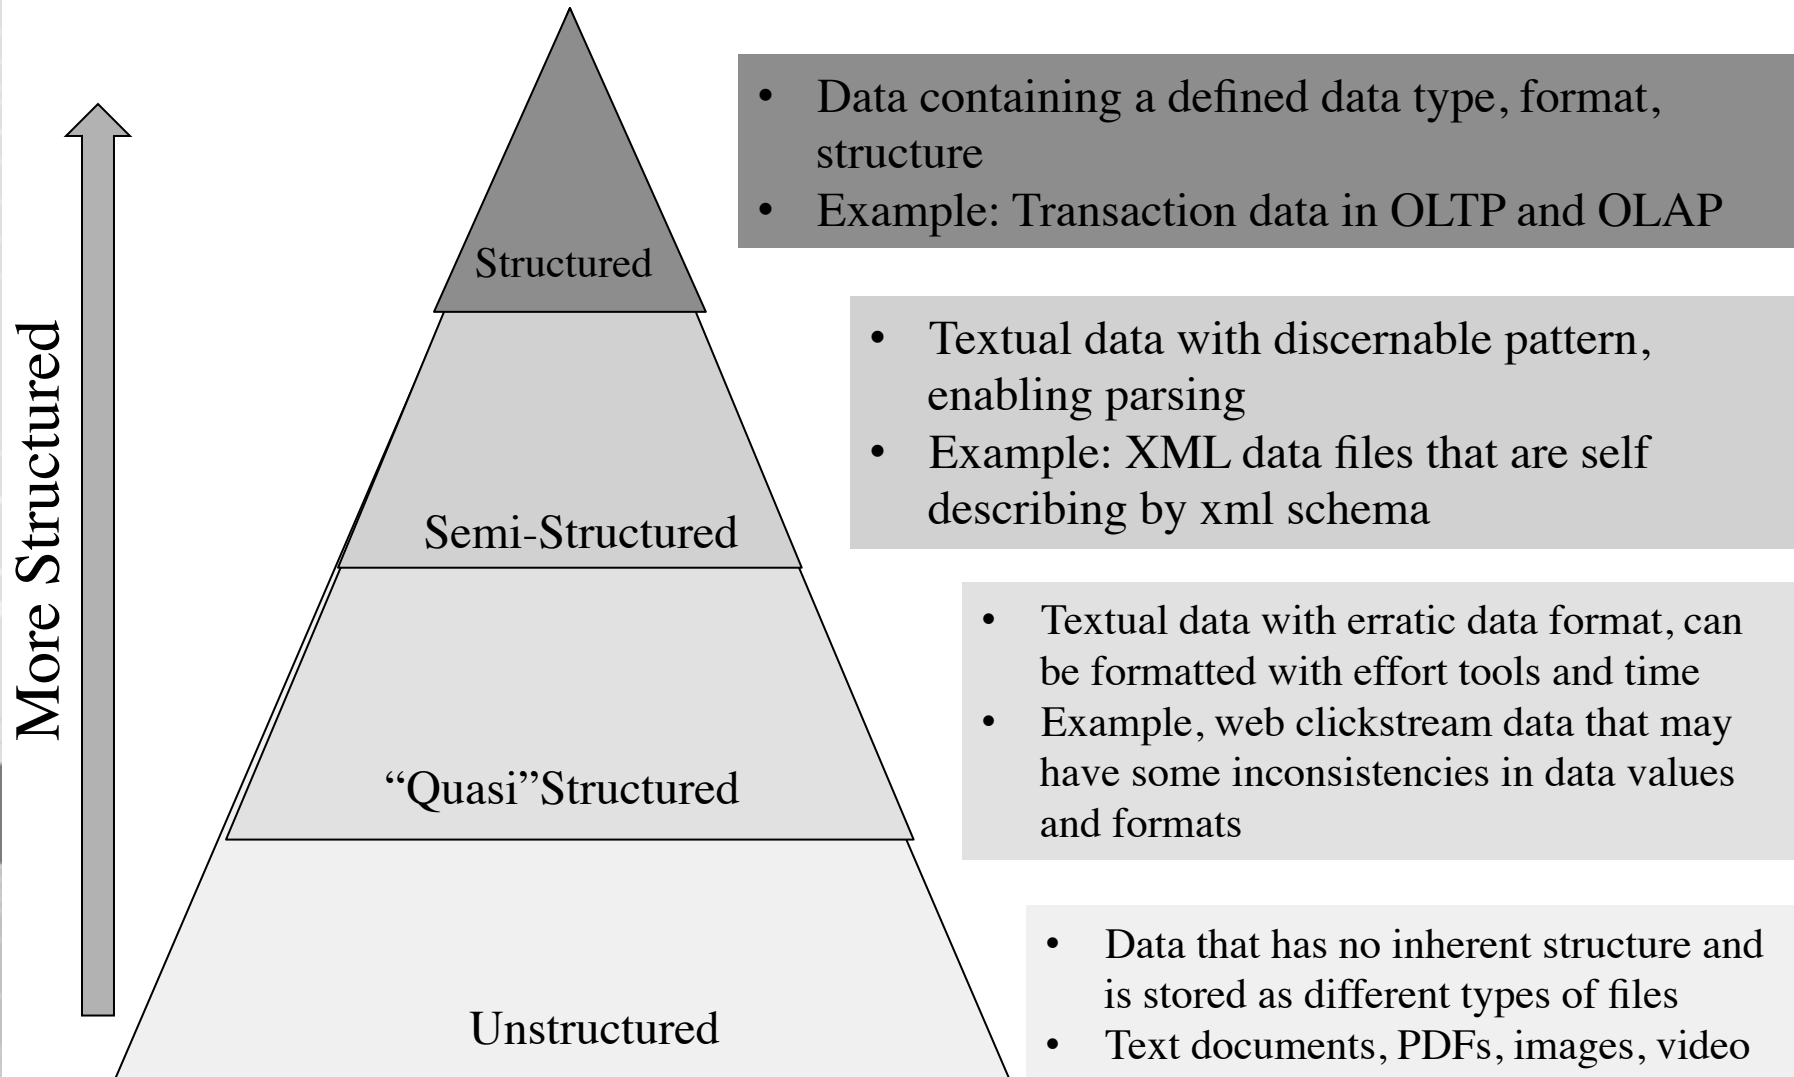 More Structured
Structured
• Data containing a defined data type, format,
structure
• Example: Transaction data in OLTP and OLAP
Semi-Structured
• Textual data with discernable pattern,
enabling parsing
• Example: XML data files that are self
describing by xml schema
“Quasi”Structured
• Textual data with erratic data format, can
be formatted with effort tools and time
• Example, web clickstream data that may
have some inconsistencies in data values
and formats
Unstructured
• Data that has no inherent structure and
is stored as different types of files
• Text documents, PDFs, images, video